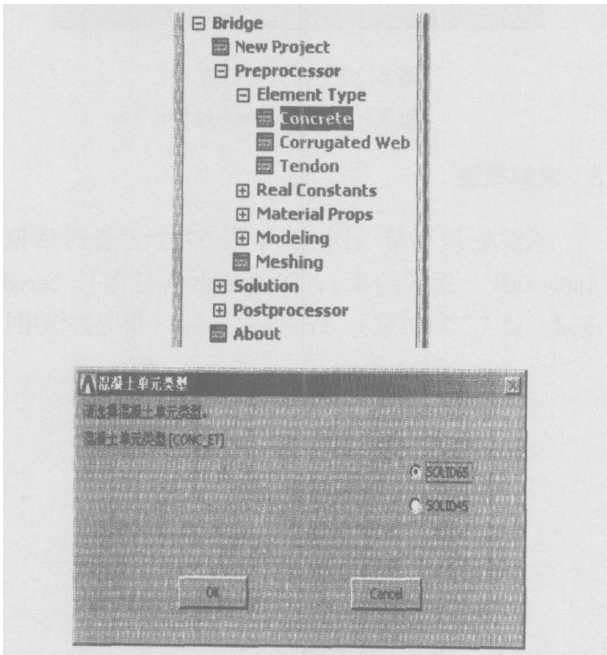 Bridge
New Project
Preprocessor
Element Type
Concrete
Corrugated Web
Tendon
Real Constants
Material Props
Modeling
Meshing
Solution
Postprocessor
About
混凝土单元类型
请选择混凝土单元类型。
混凝土单元类型[CONC_ET]
SOLID65
SOLID45
OK
Cancel